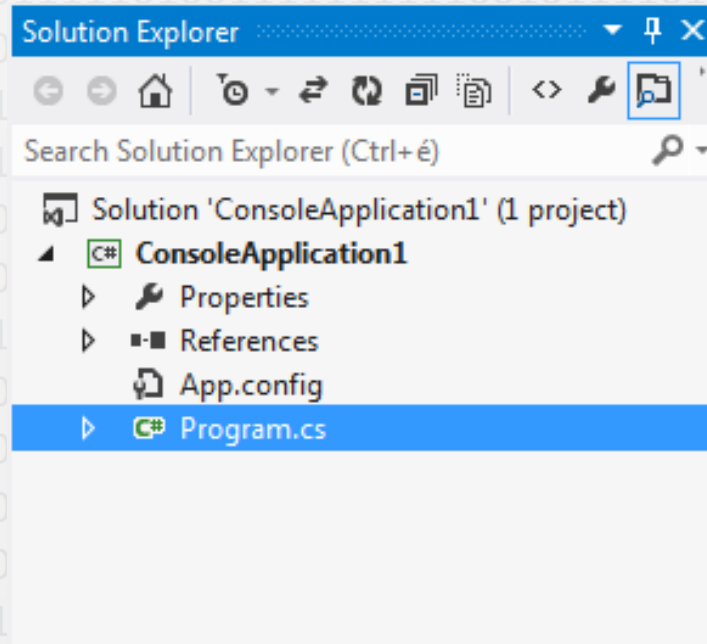 Solution Explorer
Search Solution Explorer (Ctrl+é)
Solution 'ConsoleApplication1' (1 project)
C# ConsoleApplication1
Properties
References
App.config
C# Program.cs